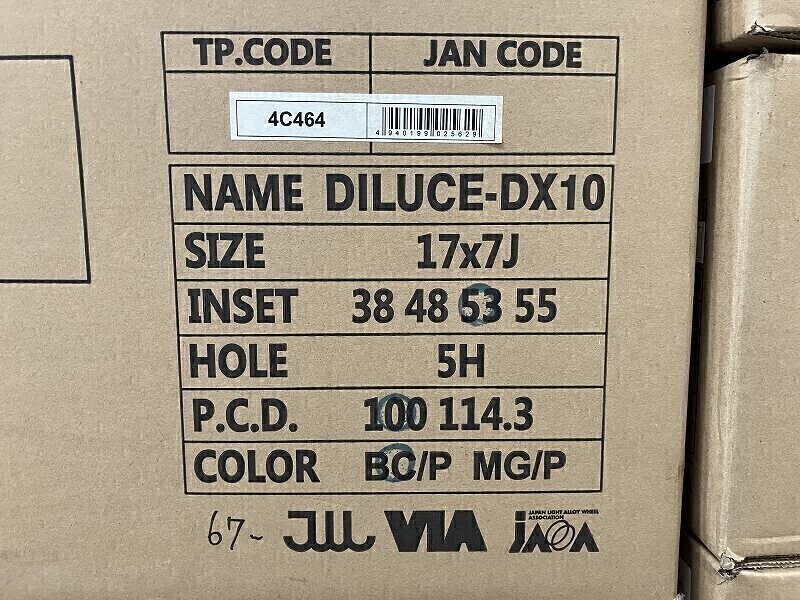 TP.CODE JAN CODE
4C464
4940199025629
NAME DILUCE-DX10
SIZE 17x7J
INSET 38 48 53 55
HOLE 5H
P.C.D. 100 114.3
COLOR BC/P MG/P
67~ JWL VIA JAPAN LIGHT ALLOY WHEEL
ASSOCIATION
JAWA